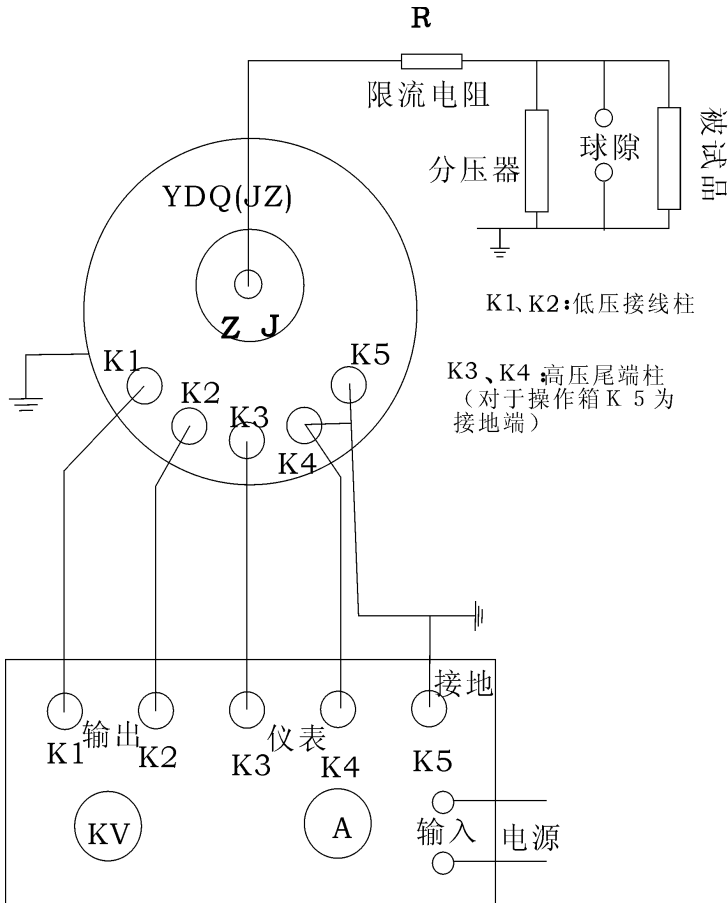 R
限流电阻
分压器
球隙
被试品
YDQ(JZ)
Z J
K1、K2:低压接线柱
K1
K2
K3
K4
K5
K3、K4:高压尾端柱
（对于操作箱K 5为
接地端）
接地
输出
仪表
K1
K2
K3
K4
K5
KV
A
输入
电源